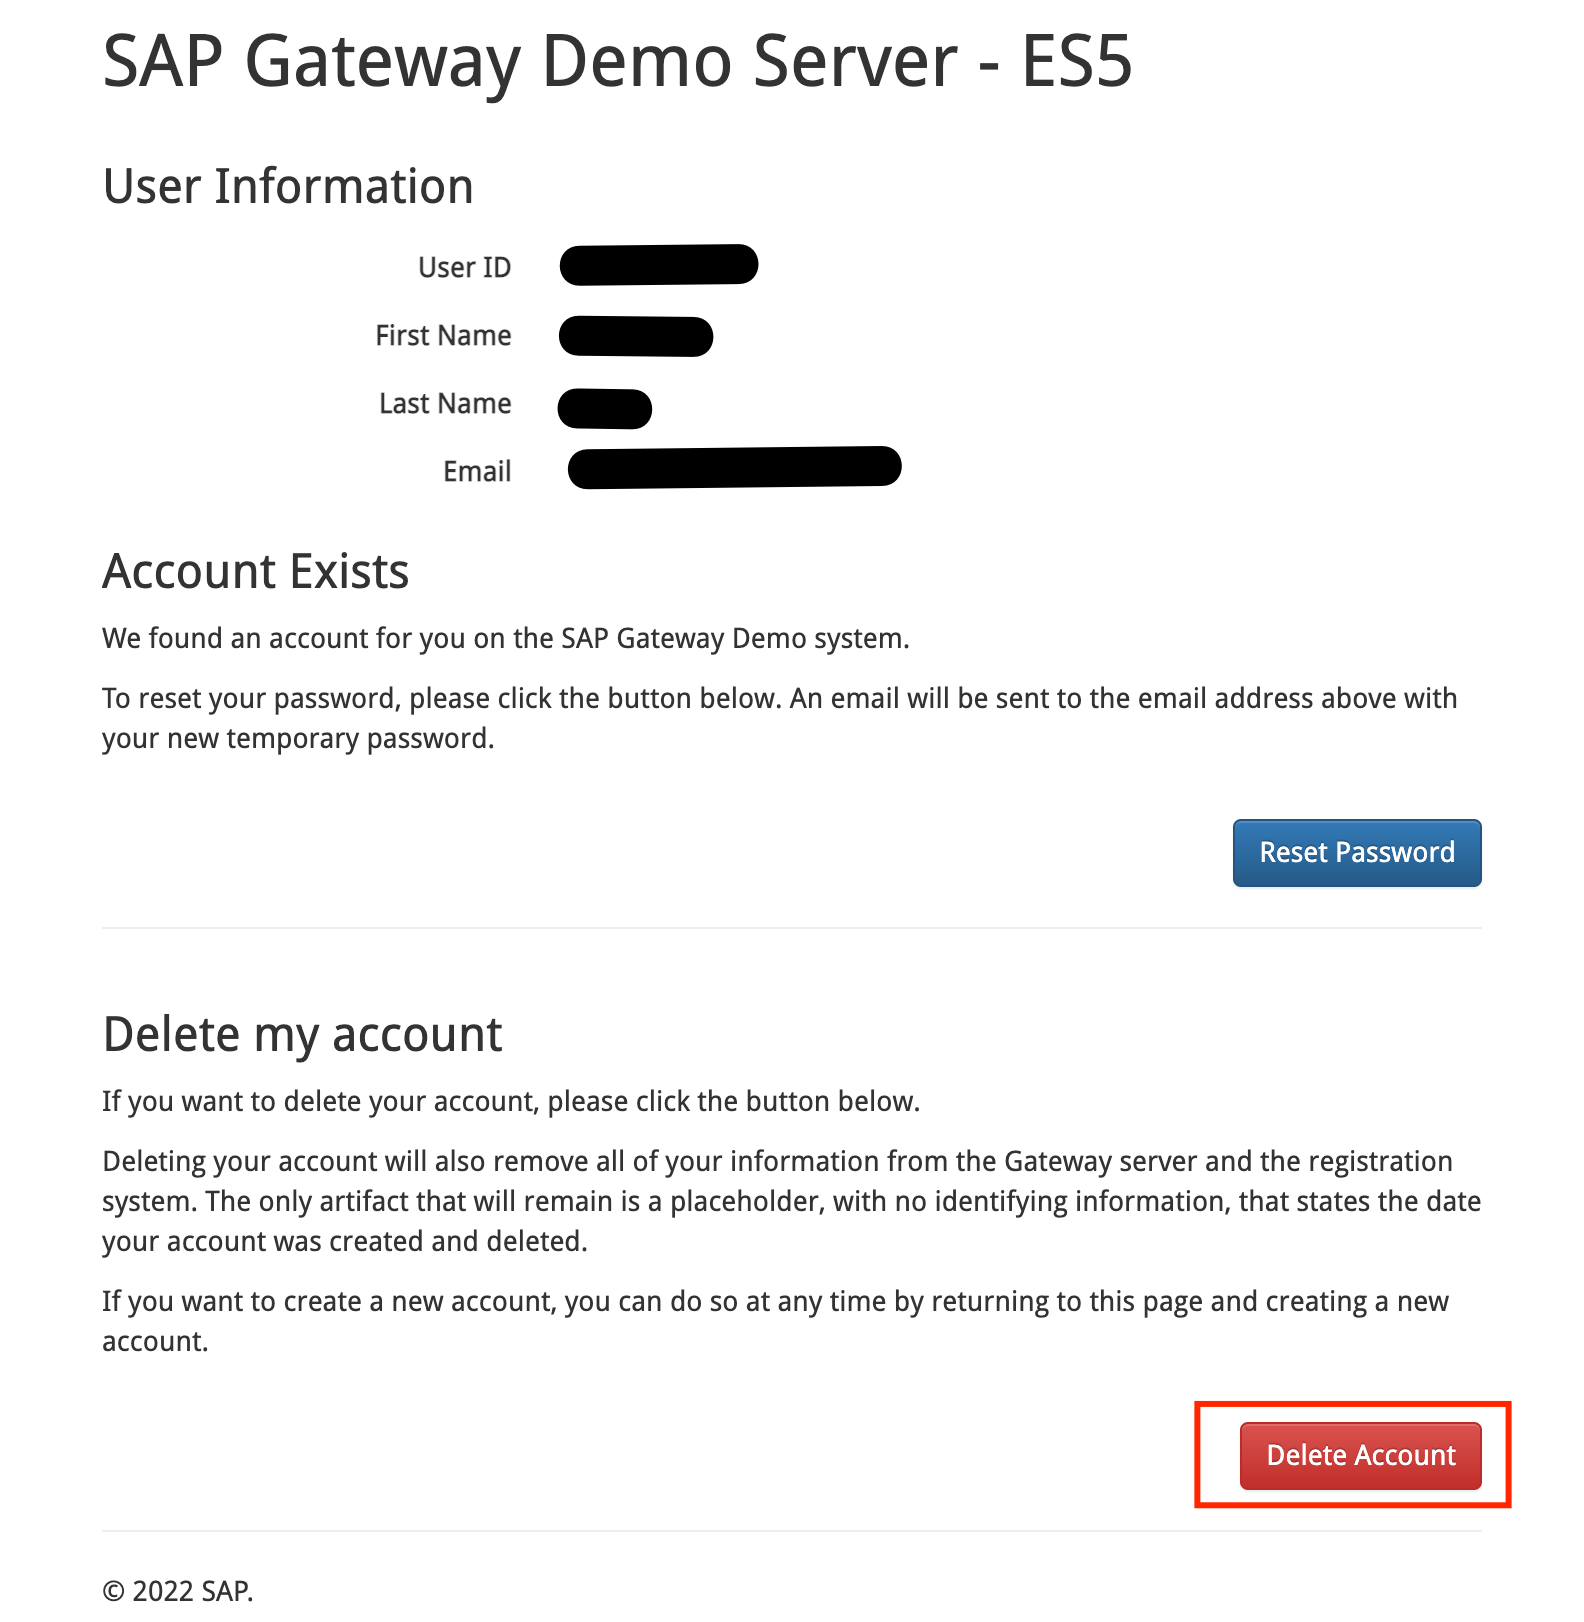 SAP Gateway Demo Server - ES5
User Information
User ID
First Name
Last Name
Email
Account Exists
We found an account for you on the SAP Gateway Demo system.
To reset your password, please click the button below. An email will be sent to the email address above with
your new temporary password.
Reset Password
Delete my account
If you want to delete your account, please click the button below.
Deleting your account will also remove all of your information from the Gateway server and the registration
system. The only artifact that will remain is a placeholder, with no identifying information, that states the date
your account was created and deleted.
If you want to create a new account, you can do so at any time by returning to this page and creating a new
account.
Delete Account
© 2022 SAP.